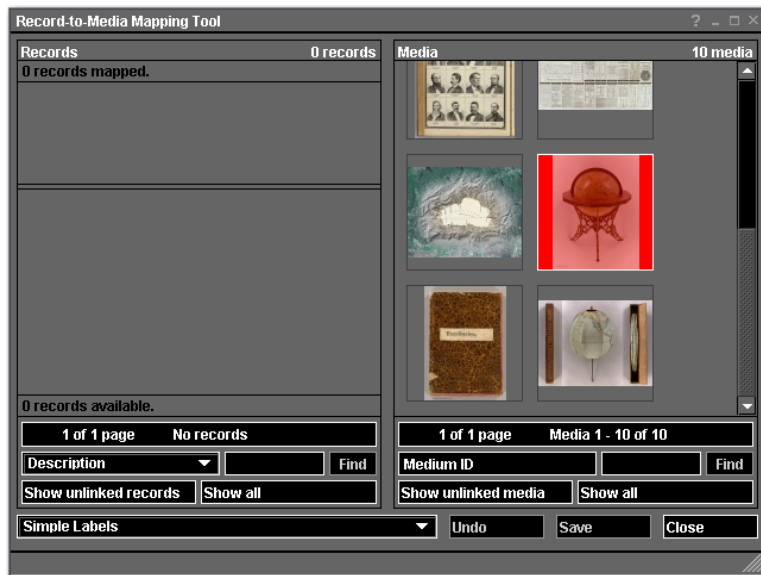 Record-to-Media Mapping Tool
Records 0 records
0 records mapped.
0 records available.
1 of 1 page No records
Description Find
Show unlinked records Show all
Media 10 media
1 of 1 page Media 1 - 10 of 10
Medium ID Find
Show unlinked media Show all
Simple Labels Undo Save Close